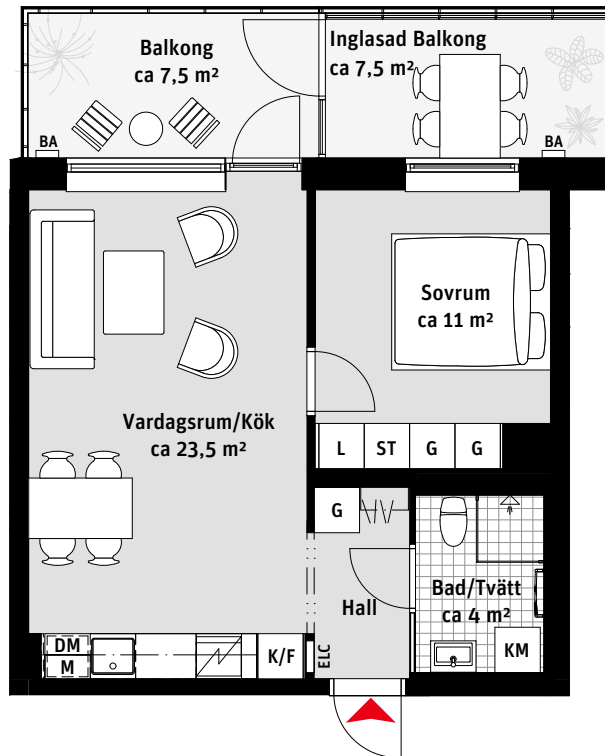 Balkong
ca 7,5 m²
Inglasad Balkong
ca 7,5 m²
BA
BA
Sovrum
ca 11 m²
Vardagsrum/Kök
ca 23,5 m²
L
ST
G
G
G
Hall
Bad/Tvätt
ca 4 m²
DM
M
K/F
ELC
KM